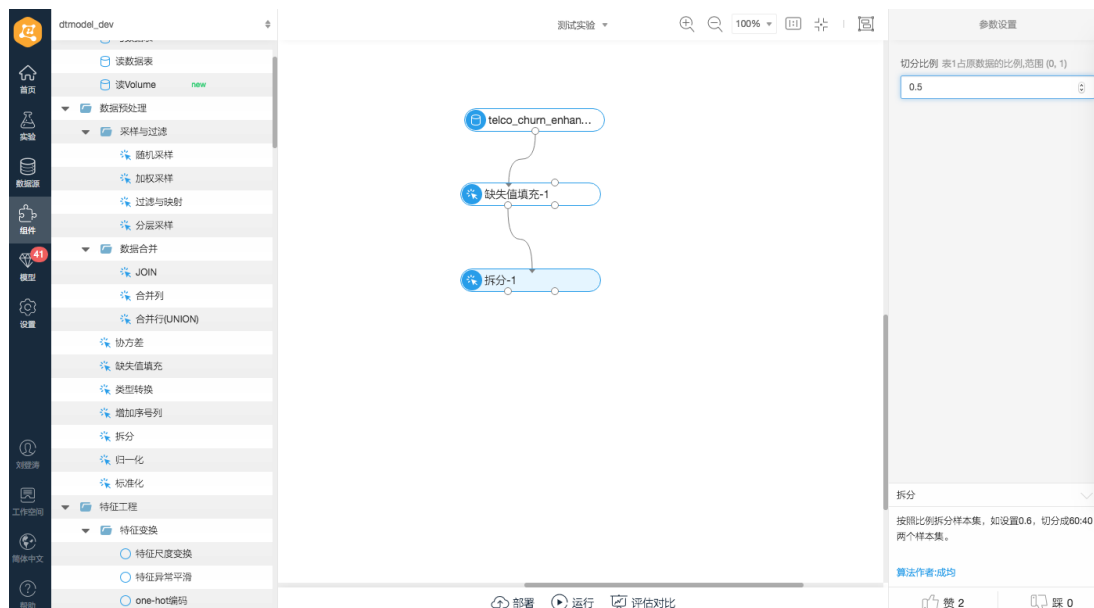 dtmodel_dev
测试实验
100%
参数设置
首页
实验
数据源
组件
41
模型
设置
刘登涛
工作空间
简体中文
帮助
读数据表
读Volume new
数据预处理
采样与过滤
随机采样
加权采样
过滤与映射
分层采样
数据合并
JOIN
合并列
合并行(UNION)
协方差
缺失值填充
类型转换
增加序号列
拆分
归一化
标准化
特征工程
特征变换
特征尺度变换
特征异常平滑
one-hot编码
telco_churn_enhan...
缺失值填充-1
拆分-1
部署
运行
评估对比
切分比例 表1占原数据的比例,范围 (0, 1)
0.5
拆分
按照比例拆分样本集，如设置0.6，切分成60:40
两个样本集。
算法作者:成均
赞 2
踩 0